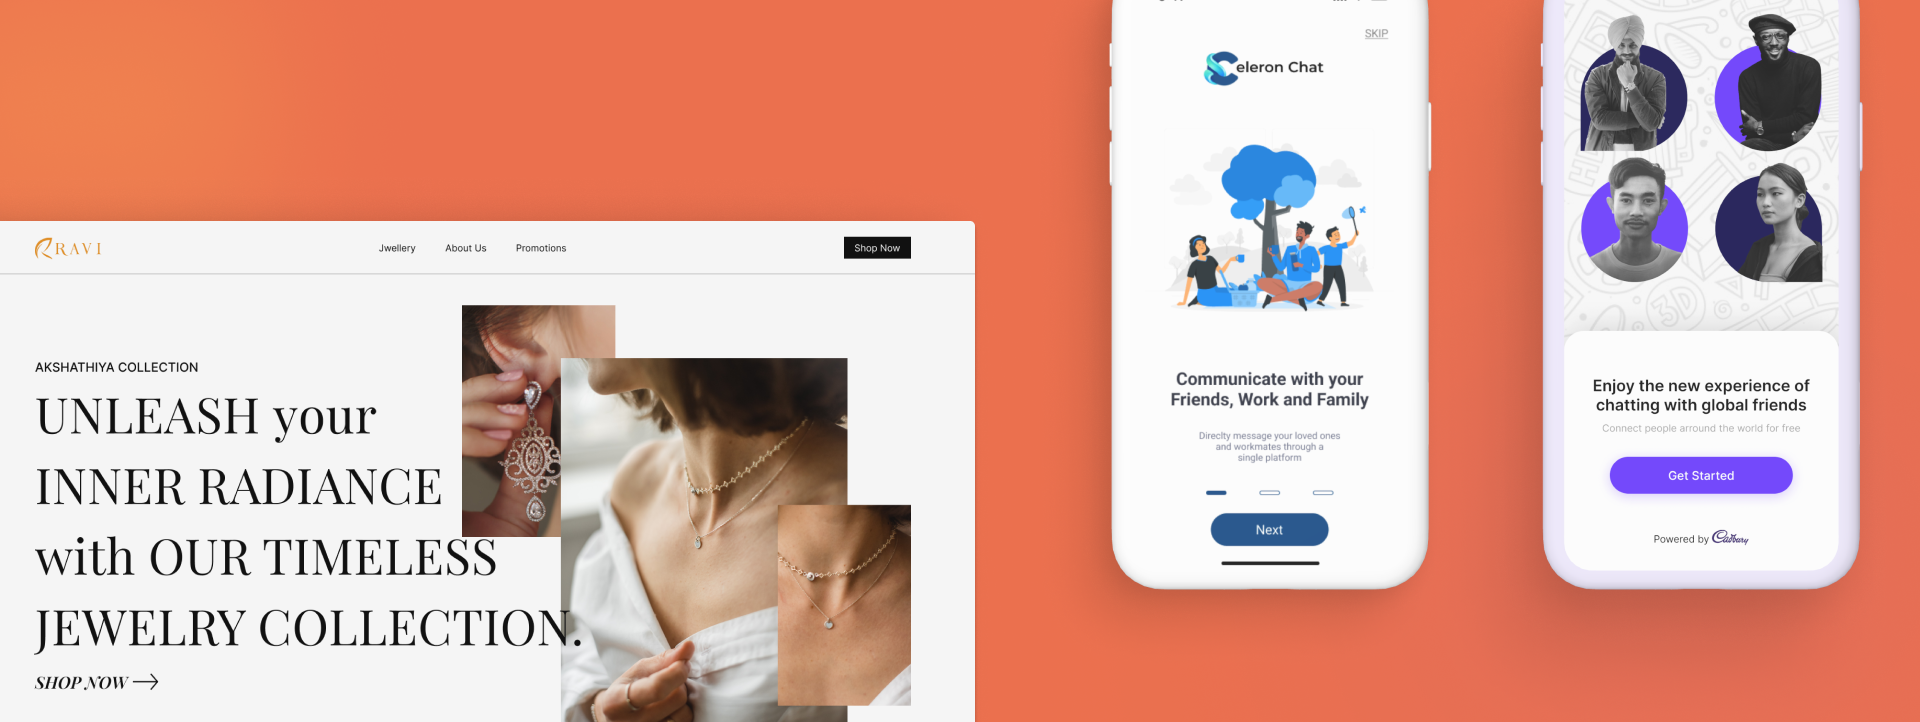 RAVI
Jwellery About Us Promotions
Shop Now
AKSHATHIYA COLLECTION
UNLEASH your
INNER RADIANCE
with OUR TIMELESS
JEWELRY COLLECTION.
SHOP NOW
SKIP
Celeron Chat
Communicate with your
Friends, Work and Family
Direclty message your loved ones
and workmates through a
single platform
Next
3D
Enjoy the new experience of
chatting with global friends
Connect people arround the world for free
Get Started
Powered by Cadbury